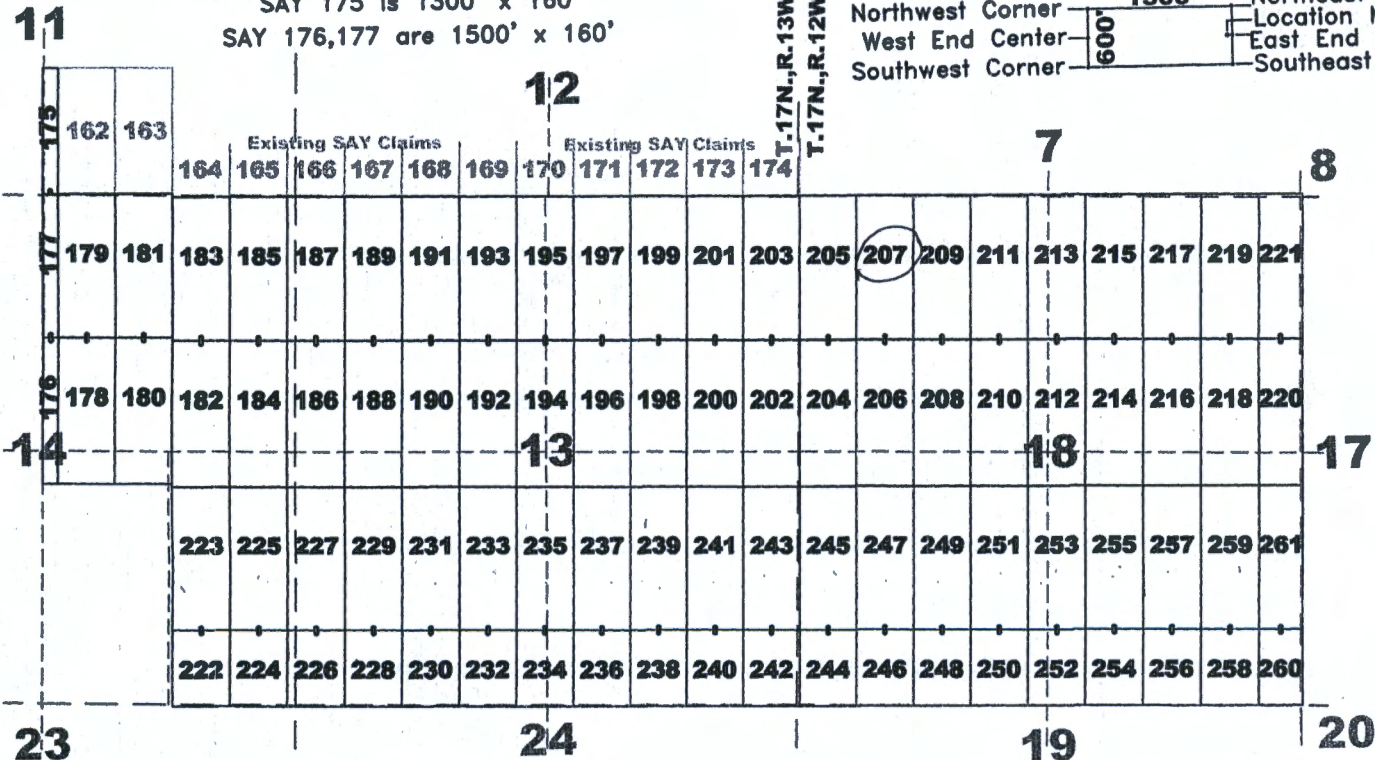 SAY 175 is 1300' x 160'
SAY 176,177 are 1500' x 160'
T.17N.,R.13W
T.17N.,R.12W
Northwest Corner
West End Center
Southwest Corner
600'
Location
East End
Southeast
11
12
7
8
175
162 163
Existing SAY Claims Existing SAY Claims
164 165 166 167 168 169 170 171 172 173 174
177 179 181 183 185 187 189 191 193 195 197 199 201 203 205 207 209 211 213 215 217 219 221
176 178 180 182 184 186 188 190 192 194 196 198 200 202 204 206 208 210 212 214 216 218 220
14 13 18 17
223 225 227 229 231 233 235 237 239 241 243 245 247 249 251 253 255 257 259 261
222 224 226 228 230 232 234 236 238 240 242 244 246 248 250 252 254 256 258 260
23 24 19 20